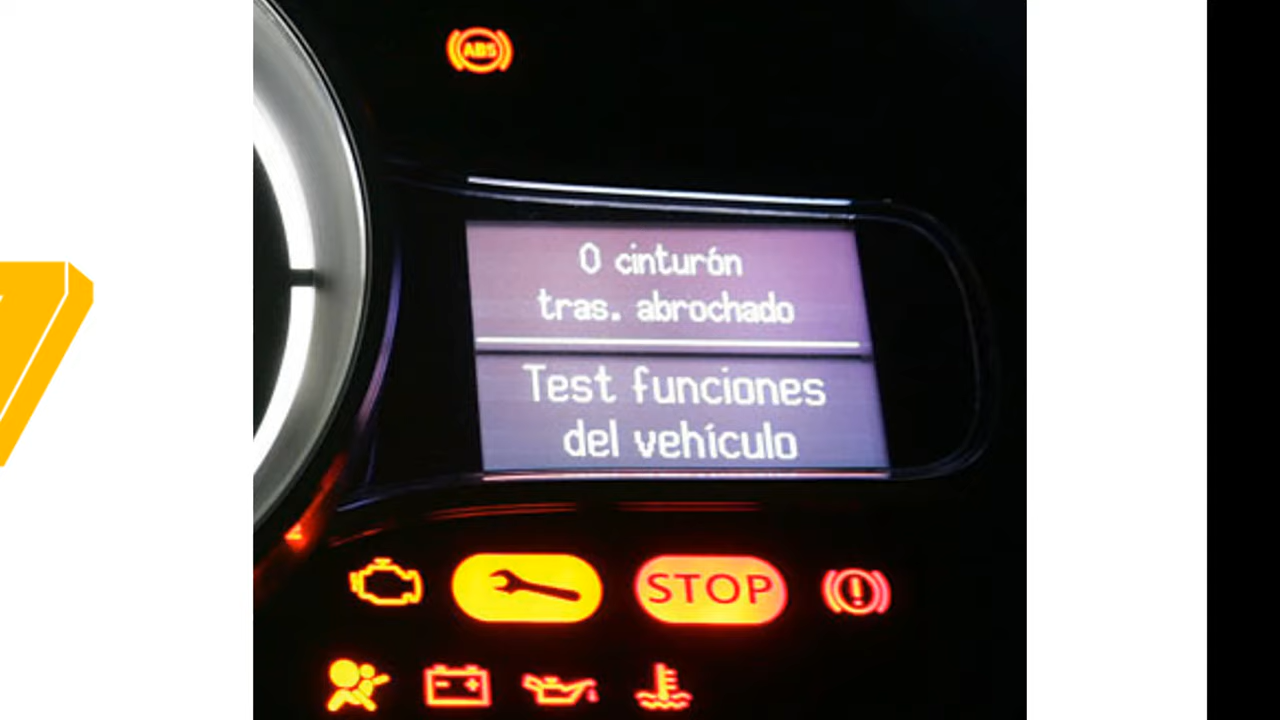 ABS
0 cinturón
tras. abrochado
Test funciones
del vehículo
STOP